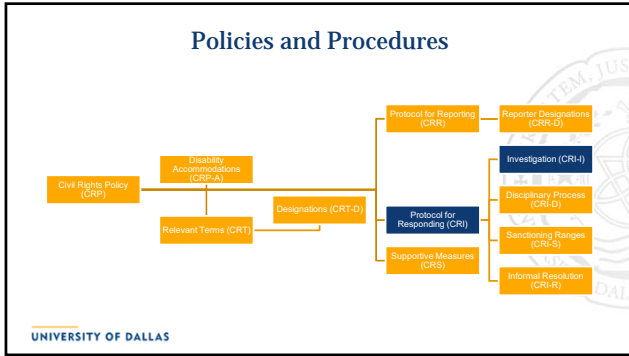 Policies and Procedures
Protocol for Reporting
(CRR)
Reporter Designations
(CRR-D)
Disability
Accommodations
(CRP-A)
Investigation (CRI-I)
Civil Rights Policy
(CRP)
Disciplinary Process
(CRI-D)
Designations (CRT-D)
Protocol for
Responding (CRI)
Relevant Terms (CRT)
Sanctioning Ranges
(CRI-S)
Supportive Measures
(CRS)
Informal Resolution
(CRI-R)
UNIVERSITY OF DALLAS